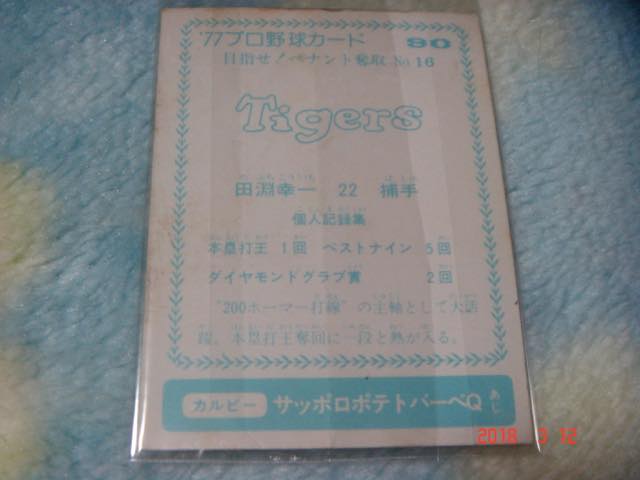 '77プロ野球カード 90
目指せ!ペナント奪取 No.16
Tigers
田淵幸一 22 捕手
個人記録集
本塁打王 1回 ベストナイン 5回
ダイヤモンドグラブ賞 2回
“200ホーマー打線”の主軸として大活
躍、本塁打王奪回に一段と熱が入る。
カルビー サッポロポテトバーベQ あじ
2018 12